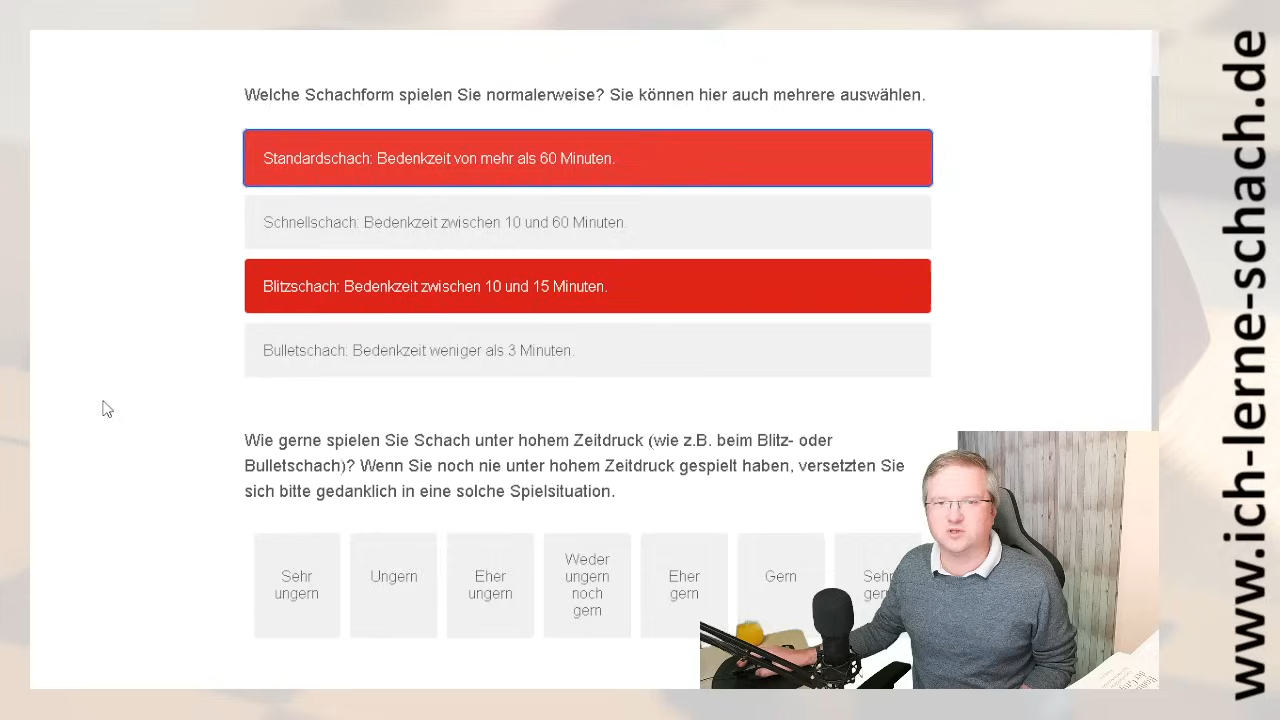 Welche Schachform spielen Sie normalerweise? Sie können hier auch mehrere auswählen.
Standardschach: Bedenkzeit von mehr als 60 Minuten.
Schnellschach: Bedenkzeit zwischen 10 und 60 Minuten.
Blitzschach: Bedenkzeit zwischen 10 und 15 Minuten.
Bulletschach: Bedenkzeit weniger als 3 Minuten.
Wie gerne spielen Sie Schach unter hohem Zeitdruck (wie z.B. beim Blitz- oder
Bulletschach)? Wenn Sie noch nie unter hohem Zeitdruck gespielt haben, versetzten Sie
sich bitte gedanklich in eine solche Spielsituation.
Sehr
ungern
Ungern
Eher
ungern
Weder
ungern
noch
gern
Eher
gern
Gern
www.ich-lerne-schach.de